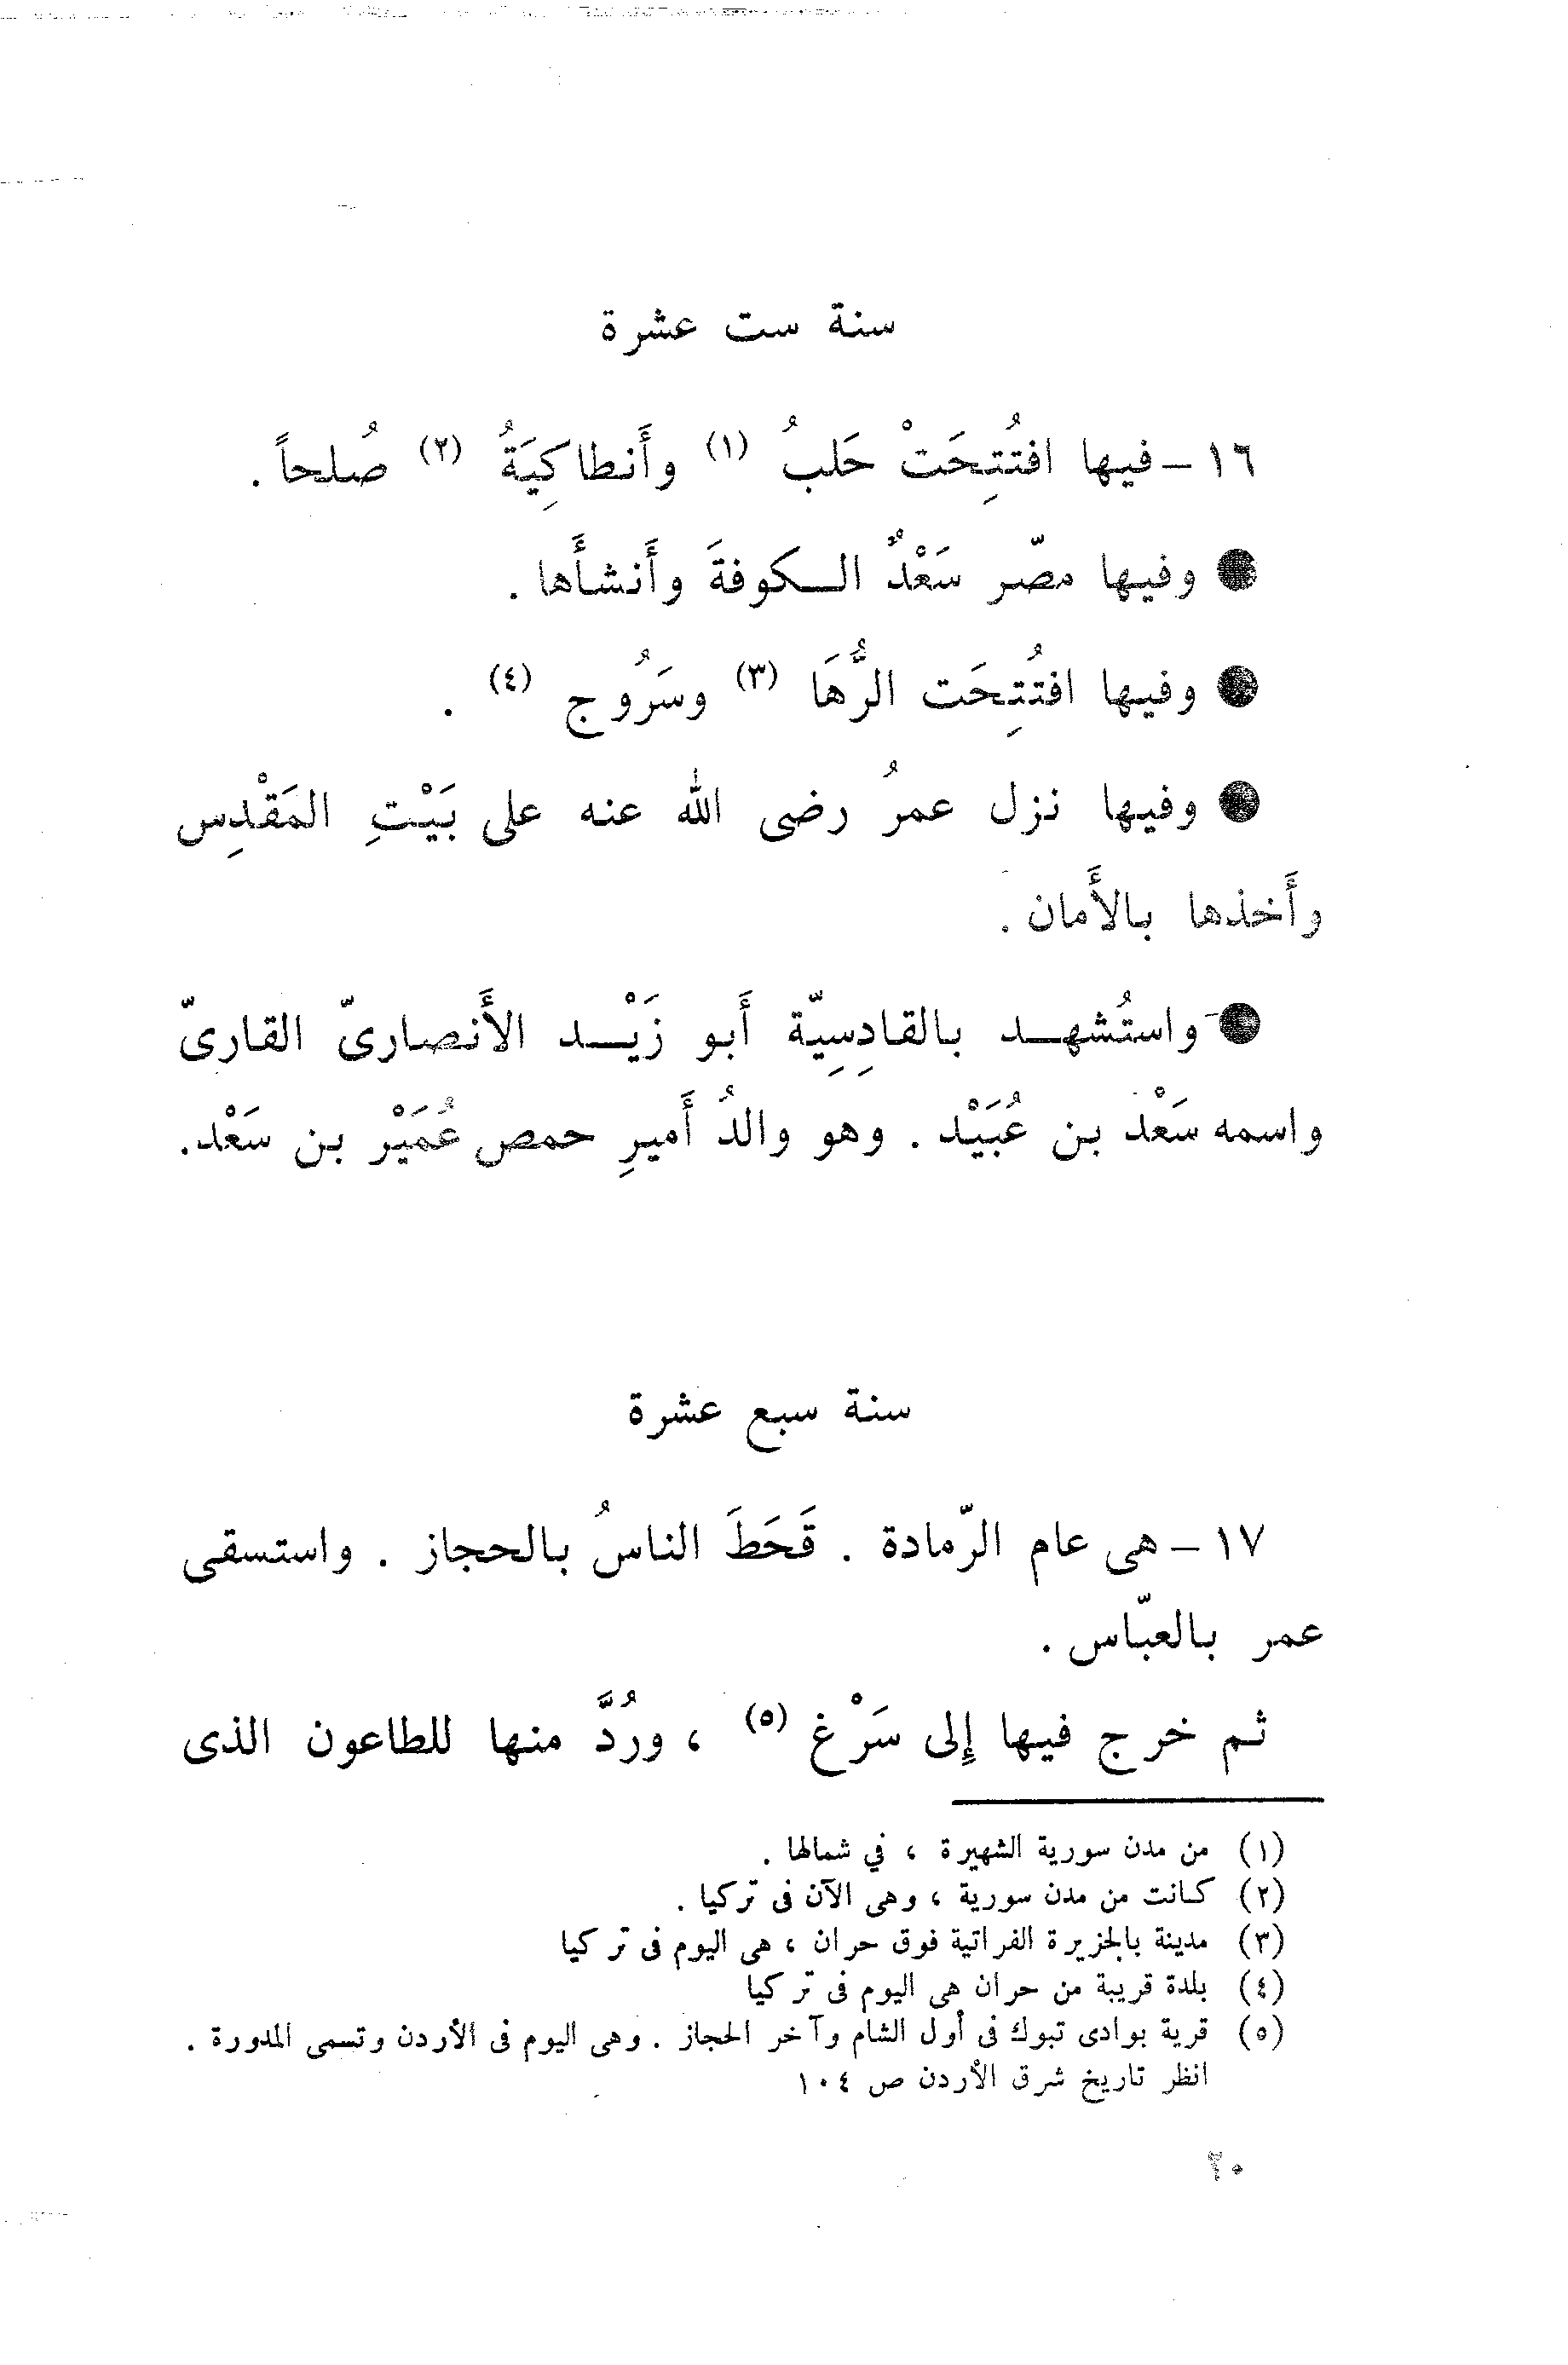 سنة ست عشرة
١٦ – فيها افتُتِحَتْ حَلبُ (١) وأَنطاكِيَةُ (٢) صُلحاً .
● وفيها مصّر سَعْدٌ الكوفةَ وأَنشأَها .
● وفيها افتُتِحَت الرُّهَا (٣) وسَرُوج (٤) .
● وفيها نزل عمرُ رضى الله عنه على بَيْتِ المَقْدِس
وأَخذها بالأَمان .
● واستُشهد بالقادِسِيّة أَبو زَيْد الأَنصارىّ القارىّ
واسمه سَعْد بن عُبَيْد . وهو والدُ أَميرِ حمص عُمَيْر بن سَعْد .
سنة سبع عشرة
١٧ – هى عام الرّمادة . قَحَطَ الناسُ بالحجاز . واستسقى
عمر بالعبّاس .
ثم خرج فيها إِلى سَرْغ (٥) ، ورُدَّ منها للطاعون الذى
(١) من مدن سورية الشهيرة ، في شمالها .
(٢) كانت من مدن سورية ، وهى الآن فى تركيا .
(٣) مدينة بالجزيرة الفراتية فوق حران ، هى اليوم فى تركيا
(٤) بلدة قريبة من حران هى اليوم فى تركيا
(٥) قرية بوادى تبوك فى أول الشام وآخر الحجاز . وهى اليوم فى الأردن وتسمى المدورة .
انظر تاريخ شرق الأردن ص ١٠٤
٢٠